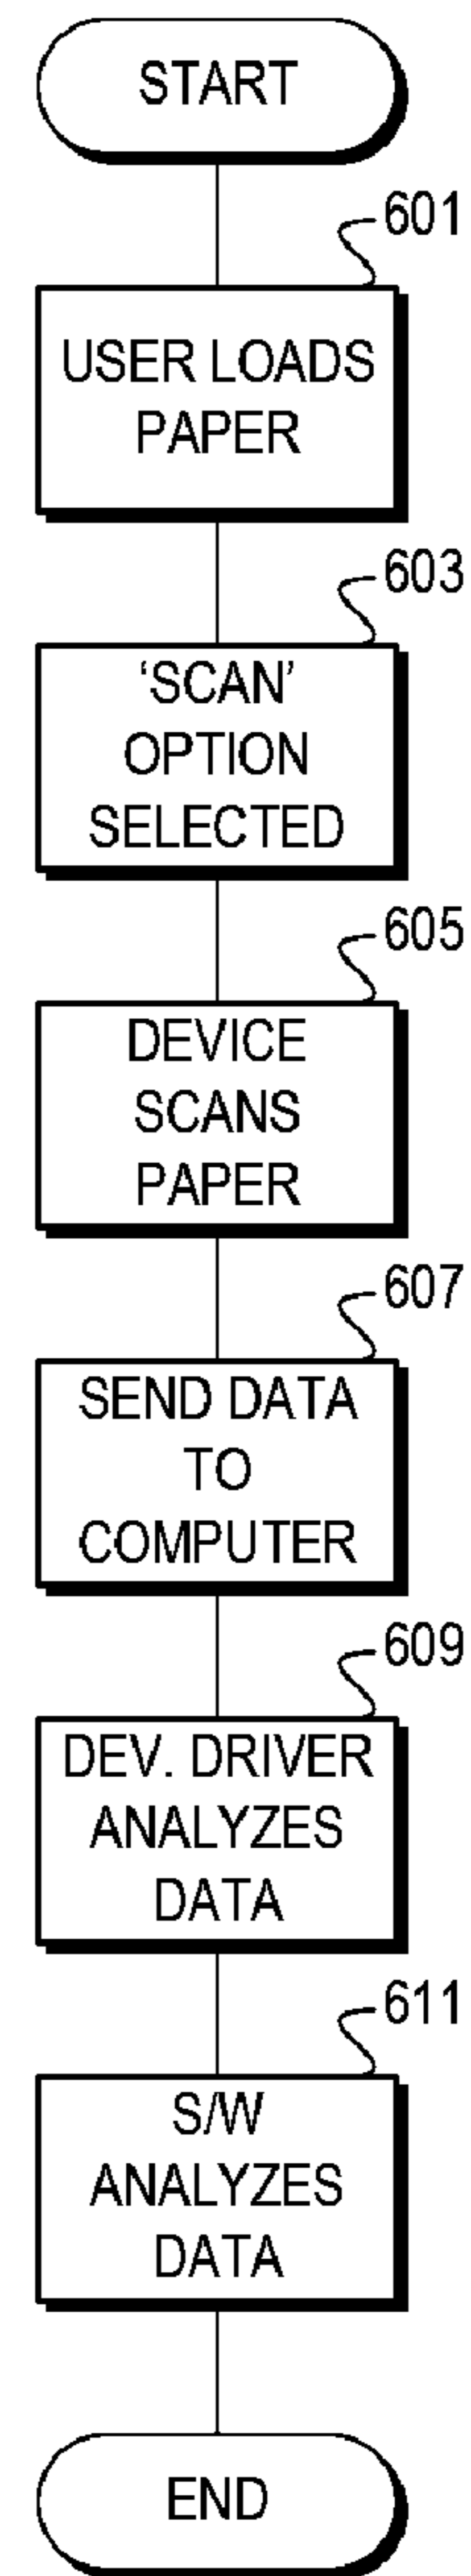 START
601
USER LOADS
PAPER
603
‘SCAN’
OPTION
SELECTED
605
DEVICE
SCANS
PAPER
607
SEND DATA
TO
COMPUTER
609
DEV. DRIVER
ANALYZES
DATA
611
S/W
ANALYZES
DATA
END